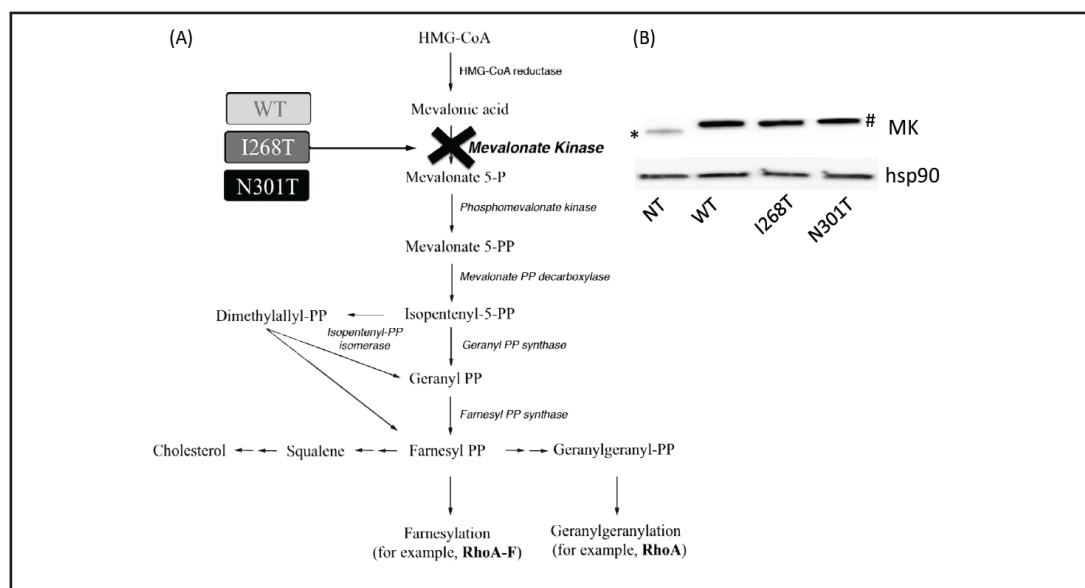 (A)
HMG-CoA
HMG-CoA reductase
WT
I268T
N301T
Mevalonic acid
Mevalonate Kinase
Mevalonate 5-P
Phosphomevalonate kinase
Mevalonate 5-PP
Mevalonate PP decarboxylase
Dimethylallyl-PP
Isopentenyl-5-PP
Isopentenyl-PP
isomerase
Geranyl PP synthase
Geranyl PP
Farnesyl PP synthase
Cholesterol
Squalene
Farnesyl PP
Geranylgeranyl-PP
Farnesylation
(for example, RhoA-F)
Geranylgeranylation
(for example, RhoA)
(B)
* # MK
hsp90
NT
WT
I268T
N301T